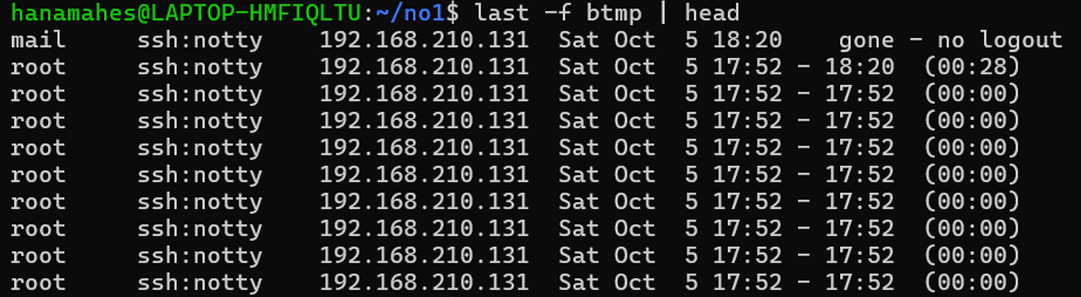 hanamahes@LAPTOP-HMFIQLTU:~/no1$ last -f btmp | head
mail     ssh:notty    192.168.210.131  Sat Oct  5 18:20    gone - no logout
root     ssh:notty    192.168.210.131  Sat Oct  5 17:52 - 18:20  (00:28)
root     ssh:notty    192.168.210.131  Sat Oct  5 17:52 - 17:52  (00:00)
root     ssh:notty    192.168.210.131  Sat Oct  5 17:52 - 17:52  (00:00)
root     ssh:notty    192.168.210.131  Sat Oct  5 17:52 - 17:52  (00:00)
root     ssh:notty    192.168.210.131  Sat Oct  5 17:52 - 17:52  (00:00)
root     ssh:notty    192.168.210.131  Sat Oct  5 17:52 - 17:52  (00:00)
root     ssh:notty    192.168.210.131  Sat Oct  5 17:52 - 17:52  (00:00)
root     ssh:notty    192.168.210.131  Sat Oct  5 17:52 - 17:52  (00:00)
root     ssh:notty    192.168.210.131  Sat Oct  5 17:52 - 17:52  (00:00)